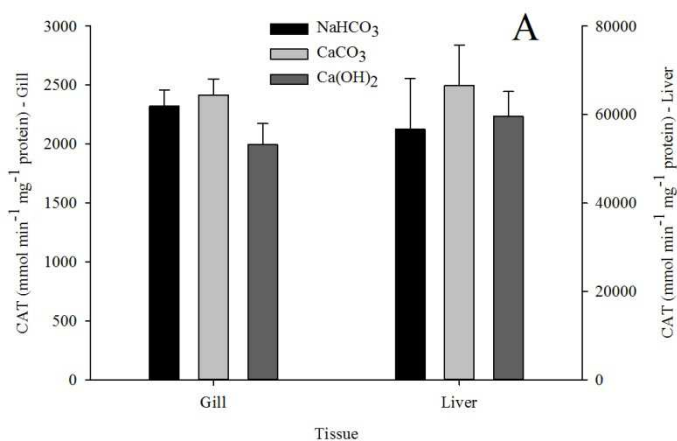 A
NaHCO3
CaCO3
Ca(OH)2
CAT (mmol min-1 mg-1 protein) - Gill
3000
2500
2000
1500
1000
500
0
80000
60000
40000
20000
0
CAT (mmol min-1 mg-1 protein) - Liver
Gill
Liver
Tissue